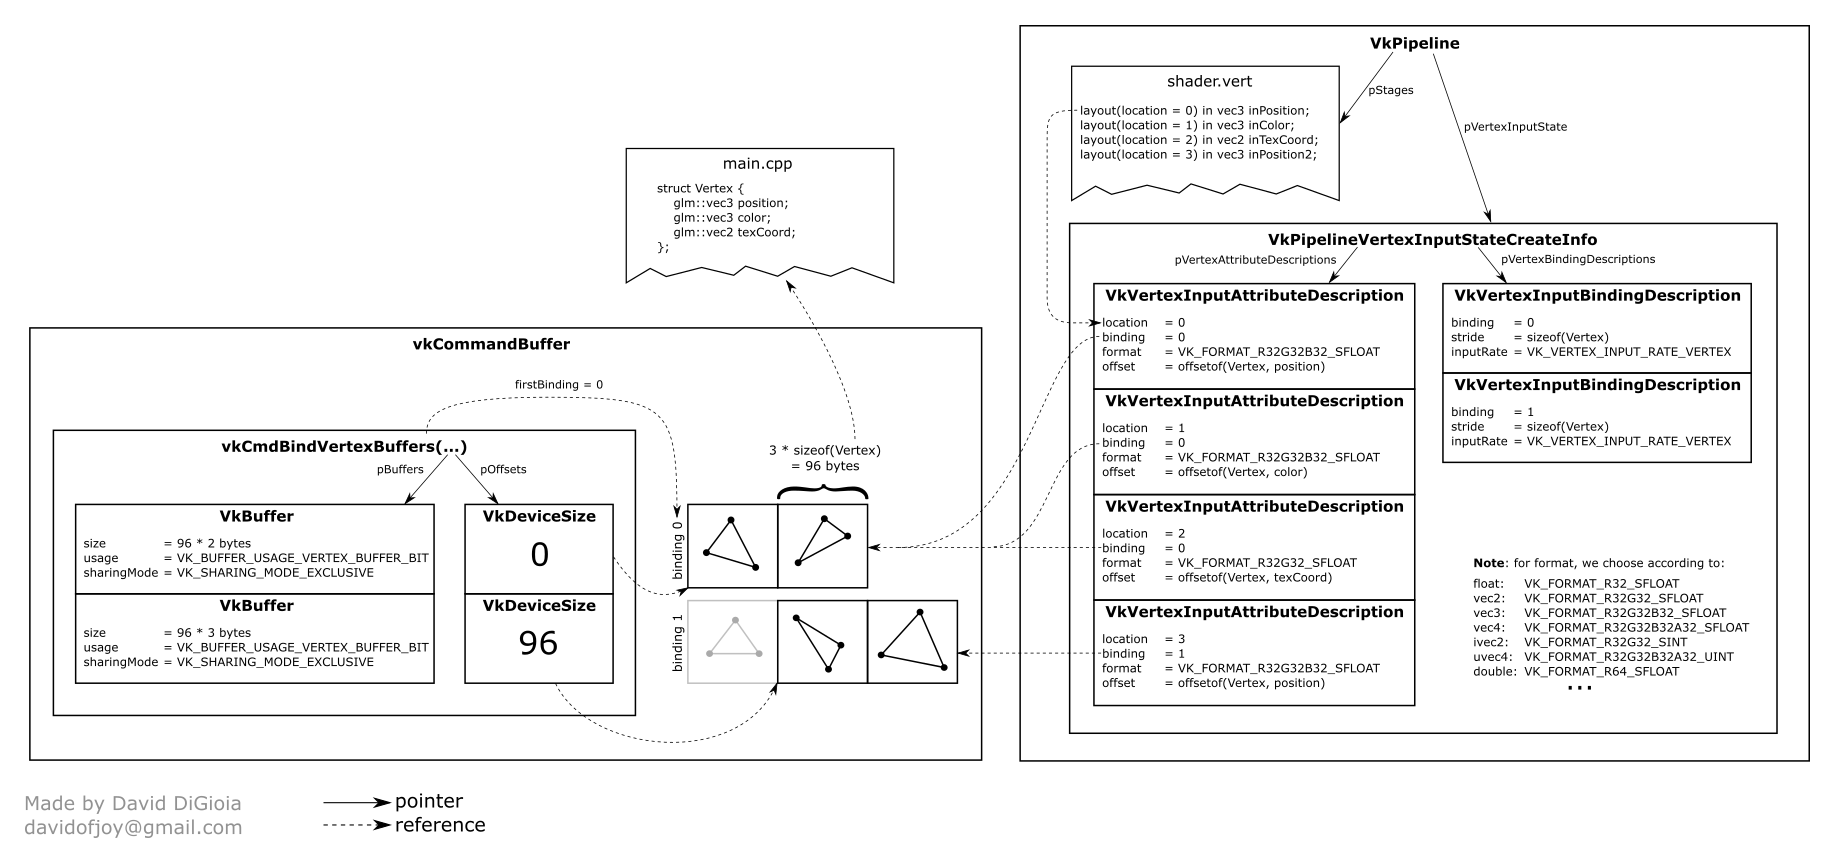 VkPipeline
pStages
pVertexInputState
shader.vert
layout(location = 0) in vec3 inPosition;
layout(location = 1) in vec3 inColor;
layout(location = 2) in vec2 inTexCoord;
layout(location = 3) in vec3 inPosition2;
main.cpp
struct Vertex {
glm::vec3 position;
glm::vec3 color;
glm::vec2 texCoord;
};
vkCommandBuffer
firstBinding = 0
vkCmdBindVertexBuffers(...)
pBuffers
pOffsets
VkBuffer
size = 96 * 2 bytes
usage = VK_BUFFER_USAGE_VERTEX_BUFFER_BIT
sharingMode = VK_SHARING_MODE_EXCLUSIVE
VkBuffer
size = 96 * 3 bytes
usage = VK_BUFFER_USAGE_VERTEX_BUFFER_BIT
sharingMode = VK_SHARING_MODE_EXCLUSIVE
VkDeviceSize
0
VkDeviceSize
96
3 * sizeof(Vertex)
= 96 bytes
binding 0
binding 1
VkPipelineVertexInputStateCreateInfo
pVertexAttributeDescriptions
pVertexBindingDescriptions
VkVertexInputAttributeDescription
location = 0
binding = 0
format = VK_FORMAT_R32G32B32_SFLOAT
offset = offsetof(Vertex, position)
VkVertexInputAttributeDescription
location = 1
binding = 0
format = VK_FORMAT_R32G32B32_SFLOAT
offset = offsetof(Vertex, color)
VkVertexInputAttributeDescription
location = 2
binding = 0
format = VK_FORMAT_R32G32_SFLOAT
offset = offsetof(Vertex, texCoord)
VkVertexInputAttributeDescription
location = 3
binding = 1
format = VK_FORMAT_R32G32B32_SFLOAT
offset = offsetof(Vertex, position)
VkVertexInputBindingDescription
binding = 0
stride = sizeof(Vertex)
inputRate = VK_VERTEX_INPUT_RATE_VERTEX
VkVertexInputBindingDescription
binding = 1
stride = sizeof(Vertex)
inputRate = VK_VERTEX_INPUT_RATE_VERTEX
Note: for format, we choose according to:
float: VK_FORMAT_R32_SFLOAT
vec2: VK_FORMAT_R32G32_SFLOAT
vec3: VK_FORMAT_R32G32B32_SFLOAT
vec4: VK_FORMAT_R32G32B32A32_SFLOAT
ivec2: VK_FORMAT_R32G32_SINT
uvec4: VK_FORMAT_R32G32B32A32_UINT
double: VK_FORMAT_R64_SFLOAT
...
Made by David DiGioia
davidofjoy@gmail.com
pointer
reference